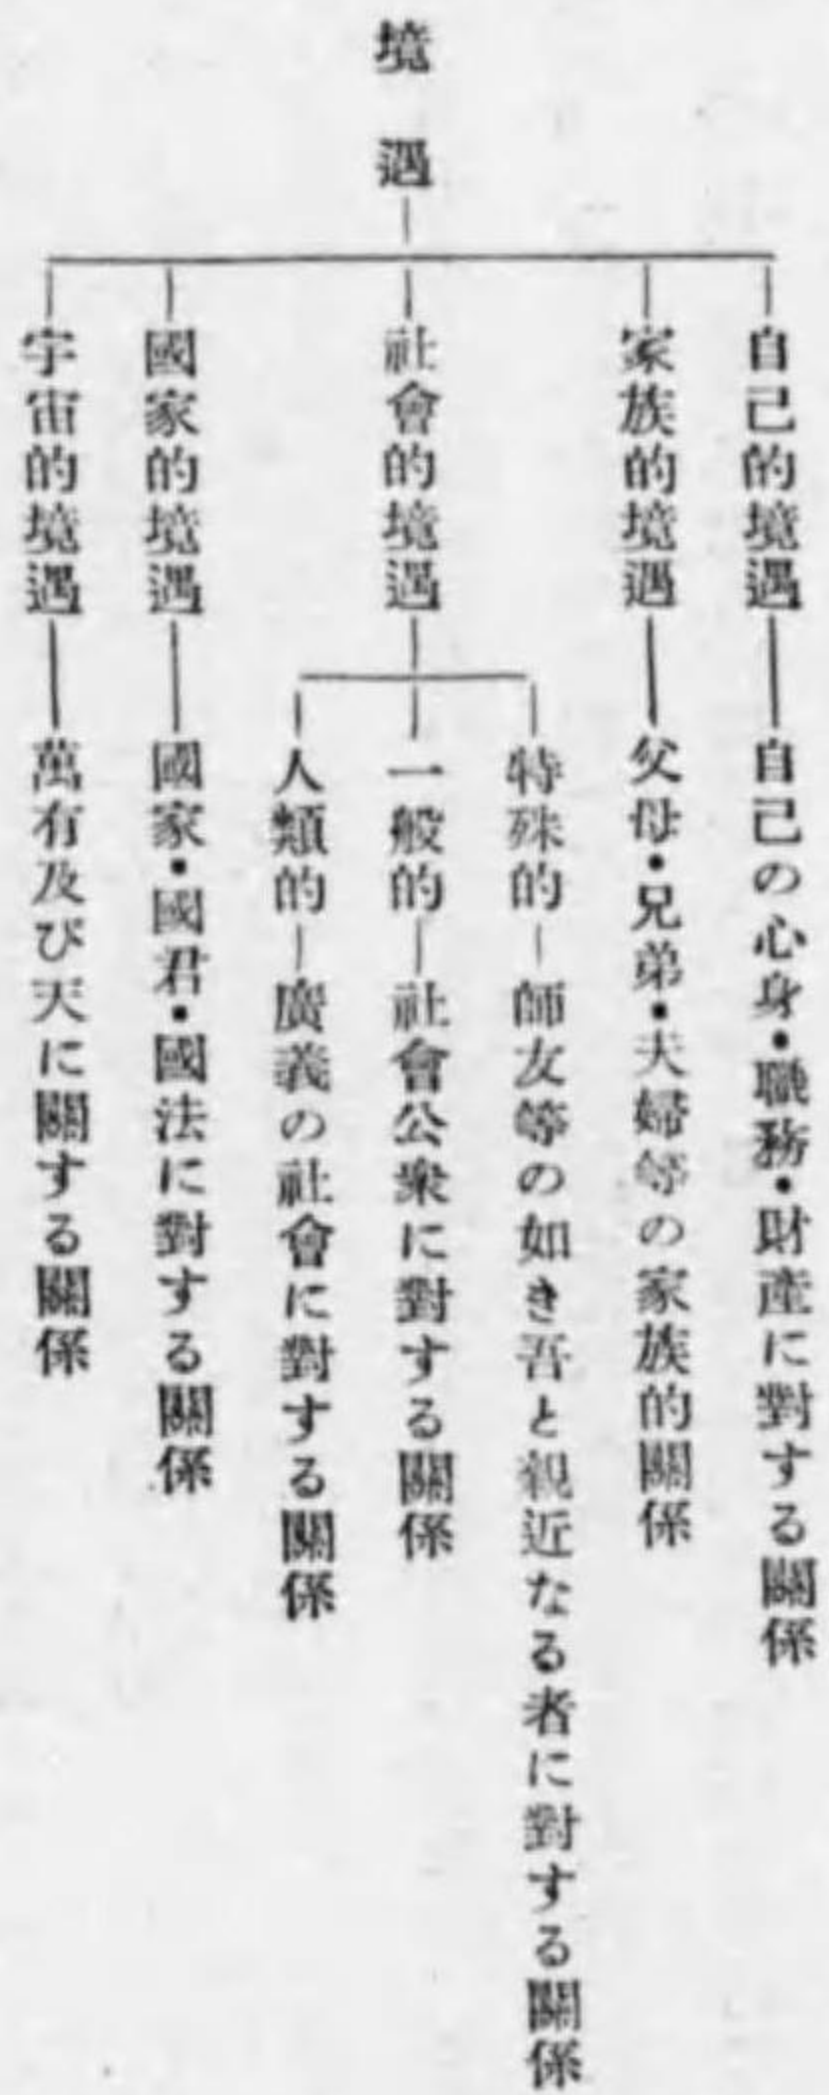 境遇
自己的境遇―自己の心身・職務・財産に對する關係
家族的境遇―父母・兄弟・夫婦等の家族的關係
社會的境遇
特殊的―師友等の如き吾と親近なる者に對する關係
一般的―社會公衆に對する關係
人類的―廣義の社會に對する關係
國家的境遇―國家・國君・國法に對する關係
宇宙的境遇―萬有及び天に關する關係